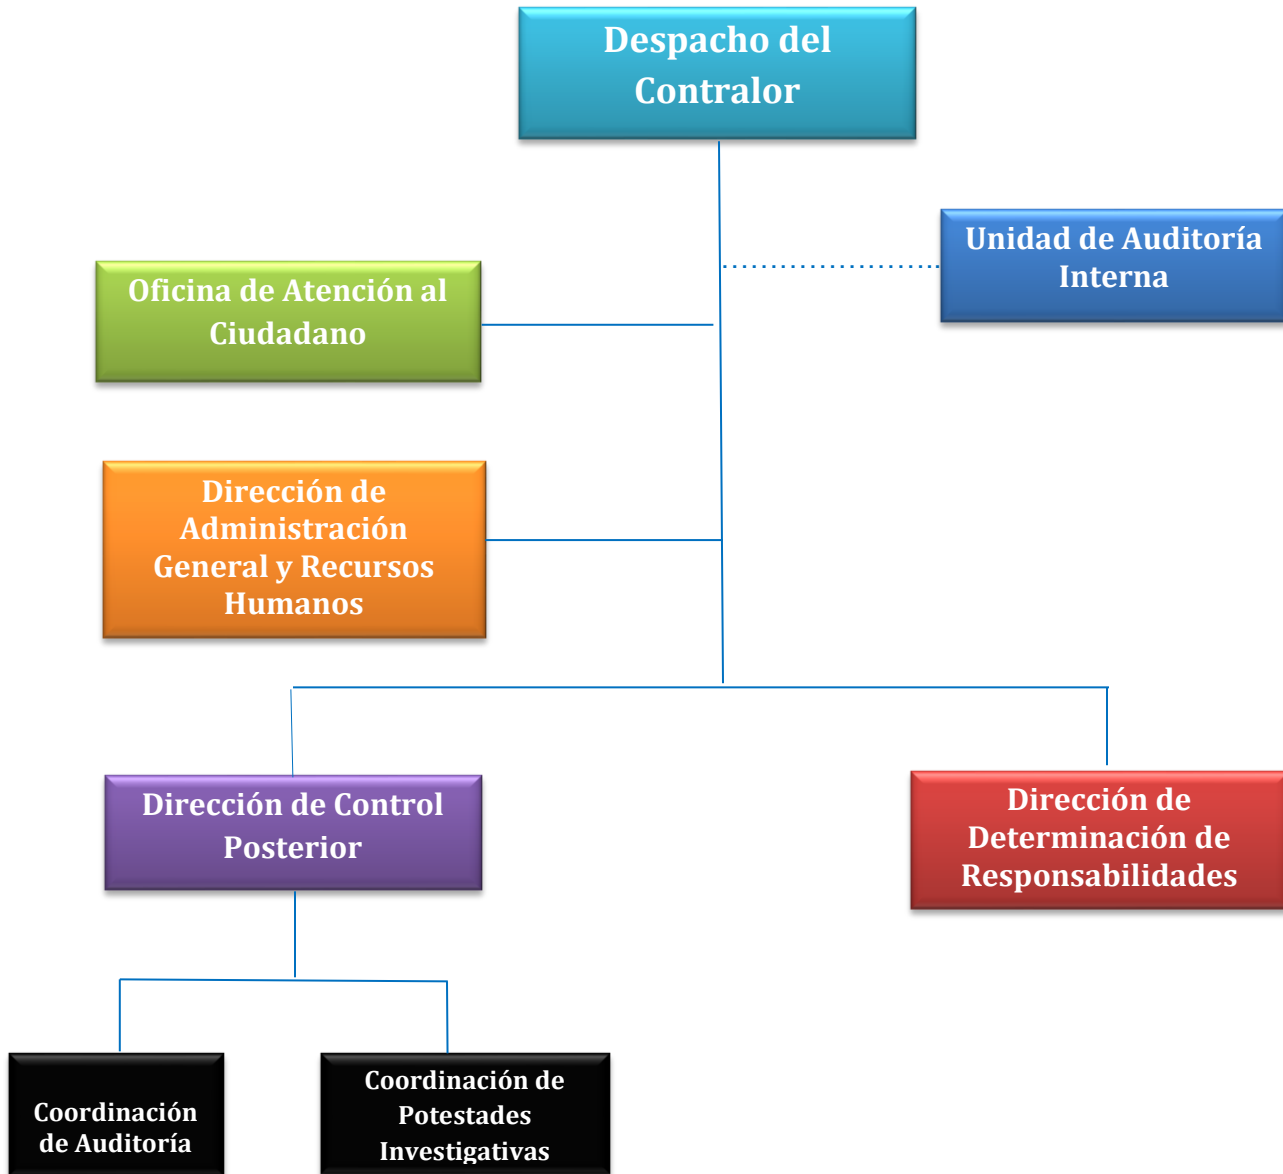 Despacho del
Contralor
Unidad de Auditoría
Interna
Oficina de Atención al
Ciudadano
Dirección de
Administración
General y Recursos
Humanos
Dirección de Control
Posterior
Dirección de
Determinación de
Responsabilidades
Coordinación
de Auditoría
Coordinación de
Potestades
Investigativas